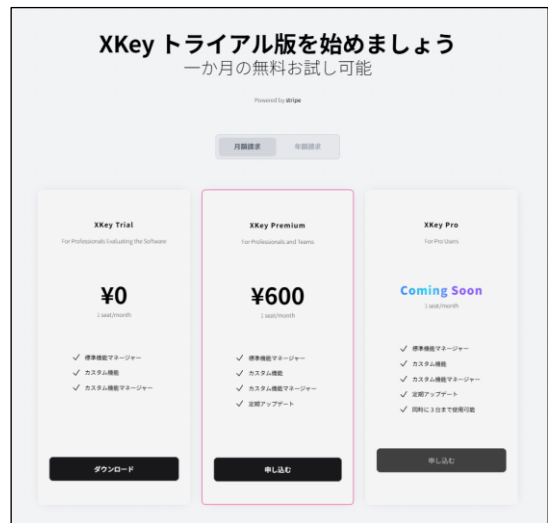 XKey トライアル版を始めましょう
一か月の無料お試し可能
Powered by stripe
月額請求
年額請求
XKey Trial
For Professionals Evaluating the Software
¥0
1 seat/month
標準機能マネージャー
カスタム機能
カスタム機能マネージャー
ダウンロード
XKey Premium
For Professionals and Teams
¥600
1 seat/month
標準機能マネージャー
カスタム機能
カスタム機能マネージャー
定期アップデート
申し込む
XKey Pro
For Pro Users
Coming Soon
1 seat/month
標準機能マネージャー
カスタム機能
カスタム機能マネージャー
定期アップデート
同時に3台まで使用可能
申し込む